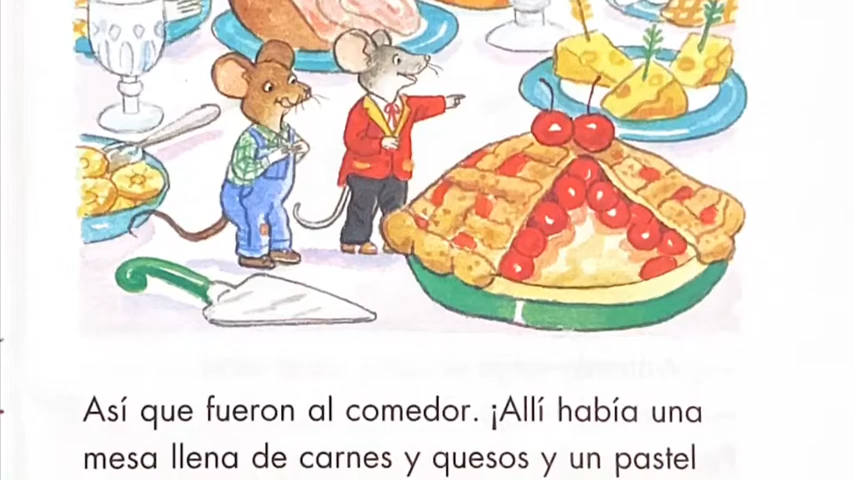 Así que fueron al comedor. ¡Allí había una
mesa llena de carnes y quesos y un pastel